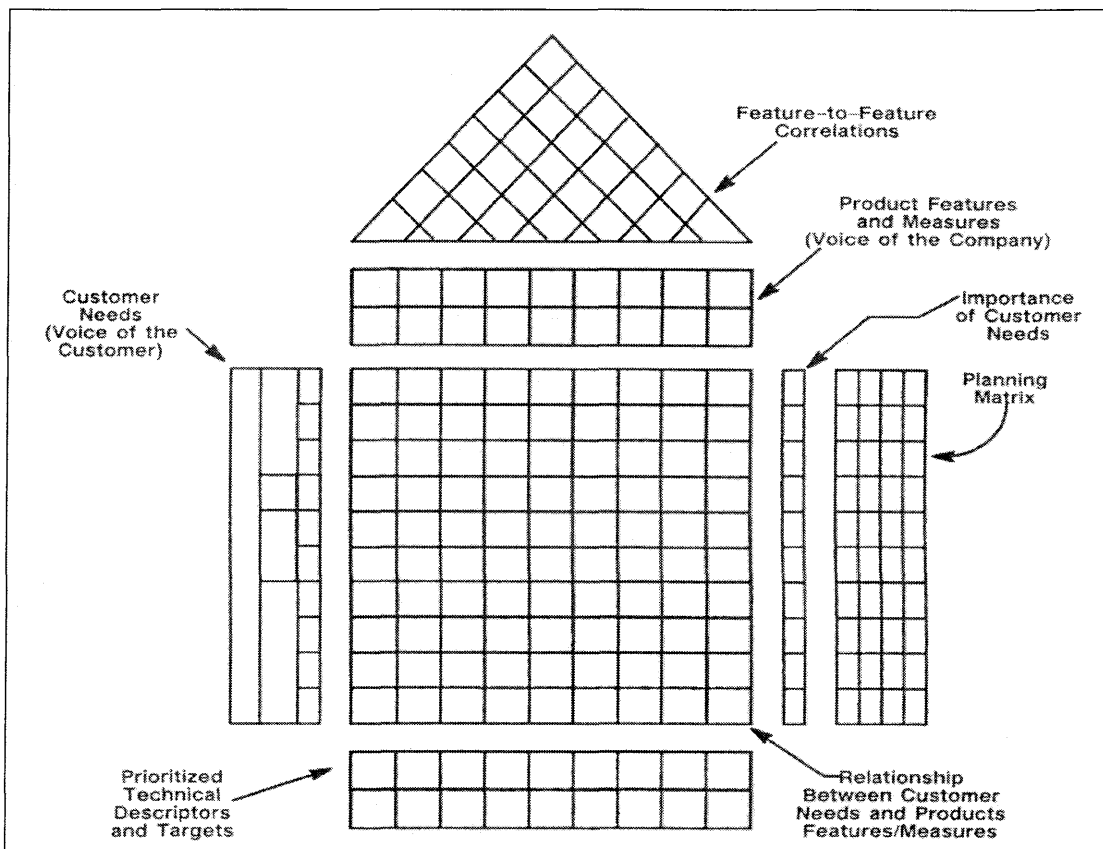 Feature-to-Feature
Correlations
Product Features
and Measures
(Voice of the Company)
Customer
Needs
(Voice of the
Customer)
Importance
of Customer
Needs
Planning
Matrix
Prioritized
Technical
Descriptors
and Targets
Relationship
Between Customer
Needs and Products
Features/Measures